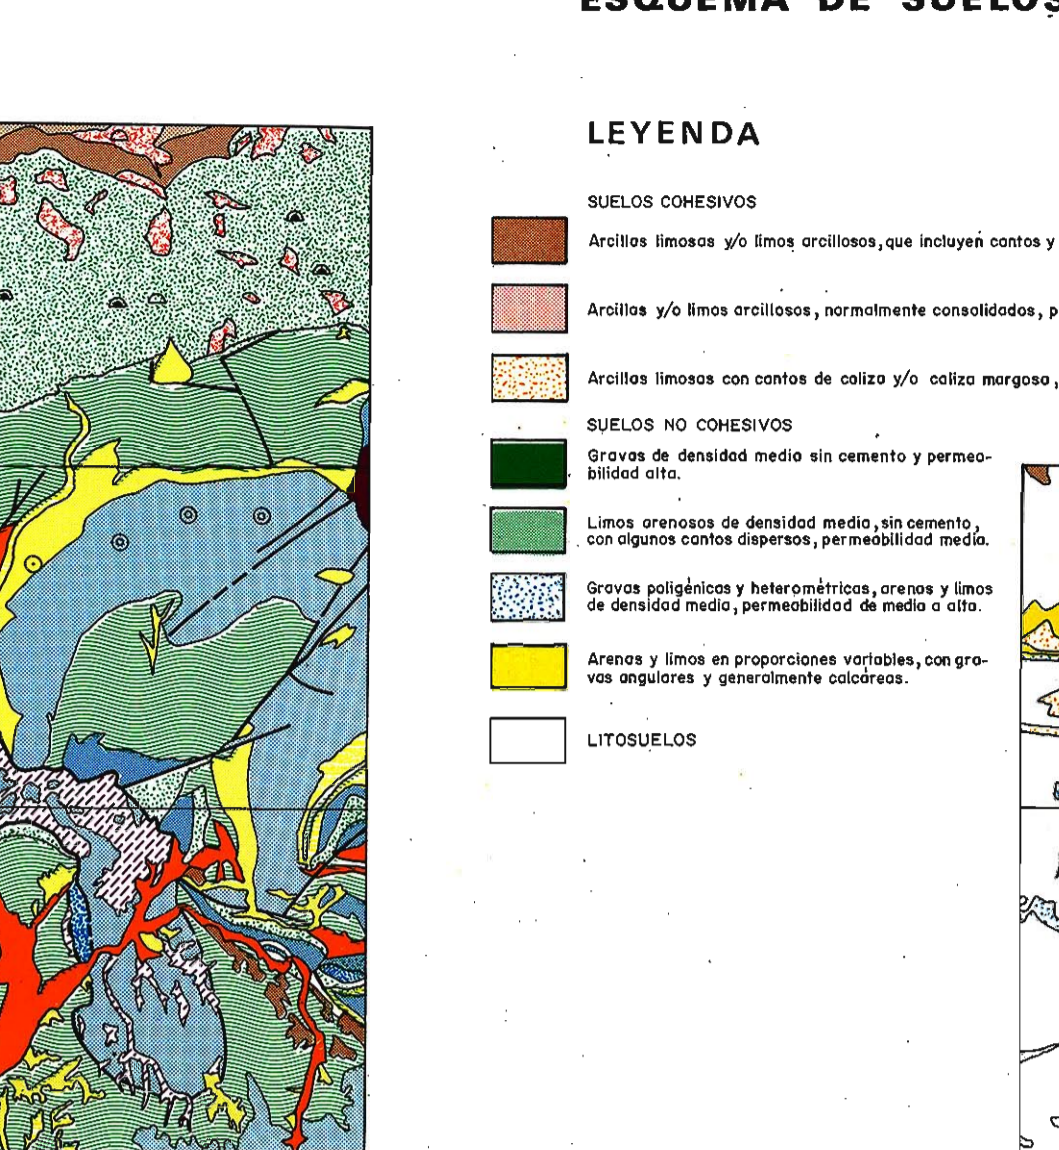 ESQUEMA DE SUELOS
LEYENDA
SUELOS COHESIVOS
Arcillas limosas y/o limos arcillosos, que incluyen cantos y
Arcillas y/o limos arcillosos, normalmente consolidados, p
Arcillas limosas con cantos de caliza y/o caliza margosa,
SUELOS NO COHESIVOS
Gravas de densidad media sin cemento y permea-
bilidad alta.
Limos arenosos de densidad media, sin cemento,
con algunos cantos dispersos, permeabilidad media.
Gravas poligénicas y heterométricas, arenas y limos
de densidad media, permeabilidad de media a alta.
Arenas y limos en proporciones variables, con gra-
vas angulares y generalmente calcáreas.
LITOSUELOS